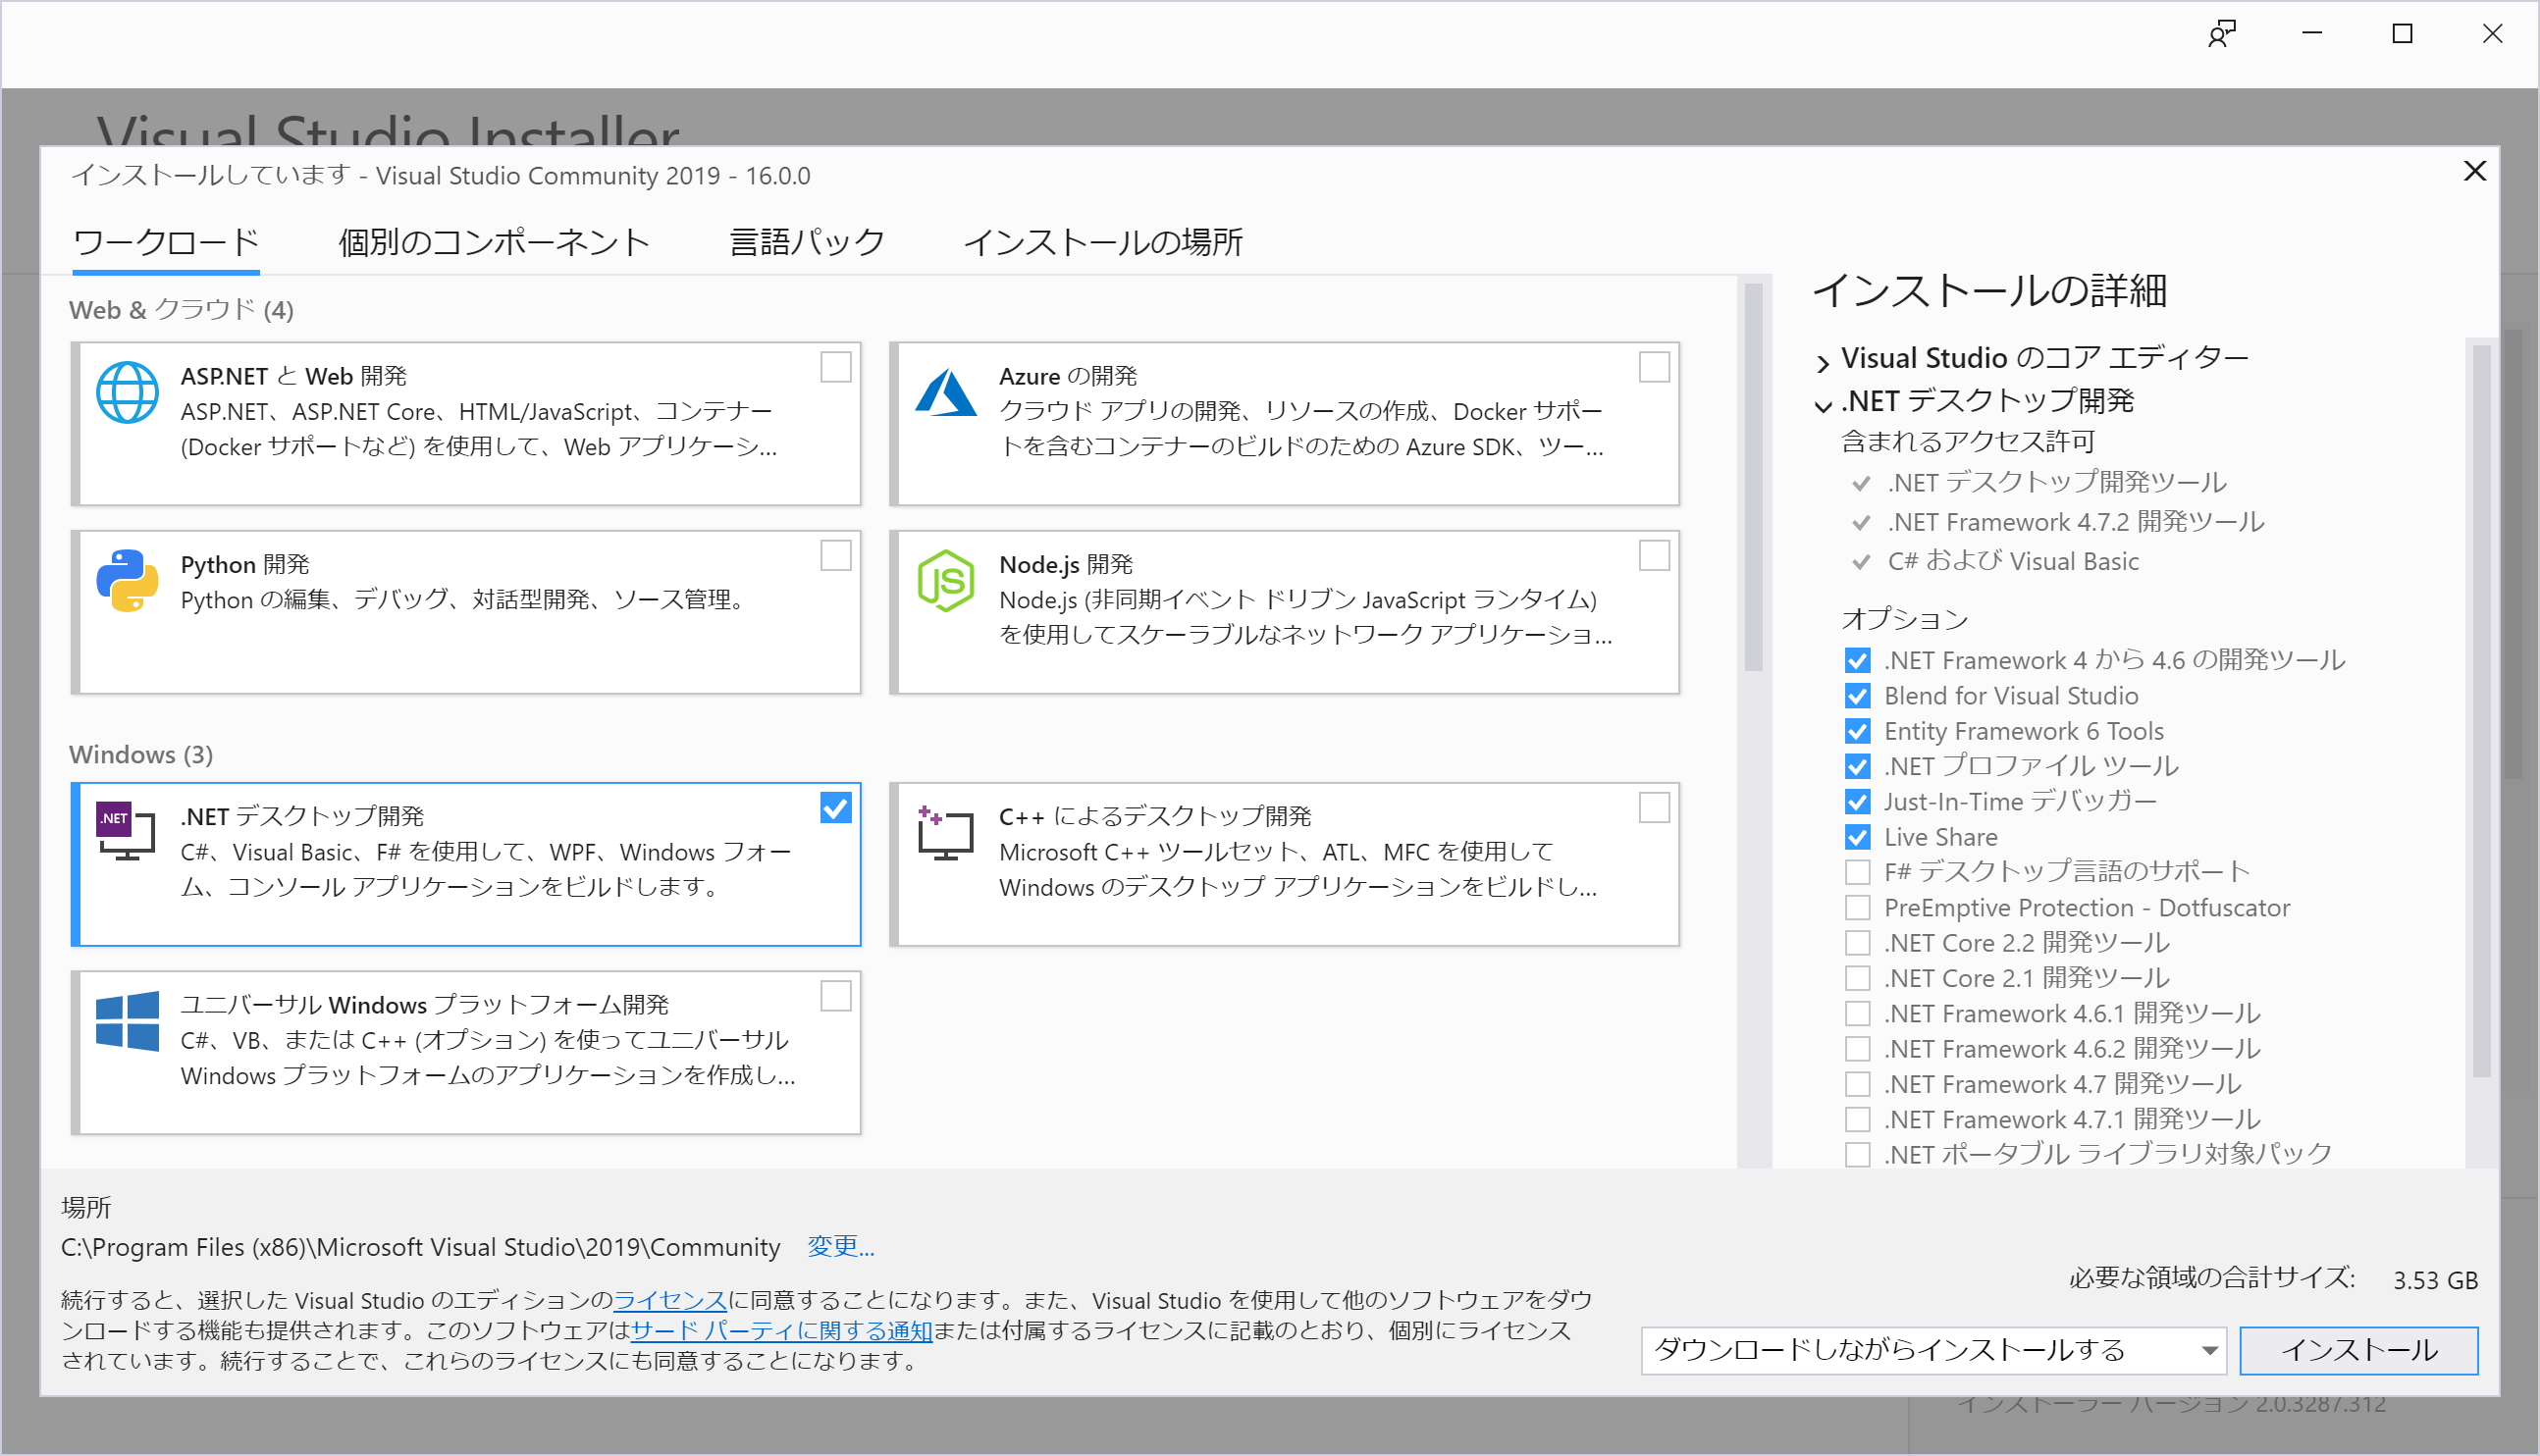 Visual Studio Installer
インストールしています - Visual Studio Community 2019 - 16.0.0
ワークロード 個別のコンポーネント 言語パック インストールの場所
Web & クラウド (4)
ASP.NET と Web 開発
ASP.NET、ASP.NET Core、HTML/JavaScript、コンテナー
(Docker サポートなど) を使用して、Web アプリケーシ...
Azure の開発
クラウド アプリの開発、リソースの作成、Docker サポー
トを含むコンテナーのビルドのための Azure SDK、ツー...
Python 開発
Python の編集、デバッグ、対話型開発、ソース管理。
JS
Node.js 開発
Node.js (非同期イベント ドリブン JavaScript ランタイム)
を使用してスケーラブルなネットワーク アプリケーショ...
Windows (3)
.NET
.NET デスクトップ開発
C#、Visual Basic、F# を使用して、WPF、Windows フォー
ム、コンソール アプリケーションをビルドします。
C++ によるデスクトップ開発
Microsoft C++ ツールセット、ATL、MFC を使用して
Windows のデスクトップ アプリケーションをビルドし...
ユニバーサル Windows プラットフォーム開発
C#、VB、または C++ (オプション) を使ってユニバーサル
Windows プラットフォームのアプリケーションを作成し...
インストールの詳細
Visual Studio のコア エディター
.NET デスクトップ開発
含まれるアクセス許可
.NET デスクトップ開発ツール
.NET Framework 4.7.2 開発ツール
C# および Visual Basic
オプション
.NET Framework 4 から 4.6 の開発ツール
Blend for Visual Studio
Entity Framework 6 Tools
.NET プロファイル ツール
Just-In-Time デバッガー
Live Share
F# デスクトップ言語のサポート
PreEmptive Protection - Dotfuscator
.NET Core 2.2 開発ツール
.NET Core 2.1 開発ツール
.NET Framework 4.6.1 開発ツール
.NET Framework 4.6.2 開発ツール
.NET Framework 4.7 開発ツール
.NET Framework 4.7.1 開発ツール
.NET ポータブル ライブラリ対象パック
場所
C:\Program Files (x86)\Microsoft Visual Studio\2019\Community 変更...
続行すると、選択した Visual Studio のエディションのライセンスに同意することになります。また、Visual Studio を使用して他のソフトウェアをダウ
ンロードする機能も提供されます。このソフトウェアはサード パーティに関する通知または付属するライセンスに記載のとおり、個別にライセンス
されています。続行することで、これらのライセンスにも同意することになります。
必要な領域の合計サイズ: 3.53 GB
ダウンロードしながらインストールする インストール
インストーラー バージョン 2.0.3287.312